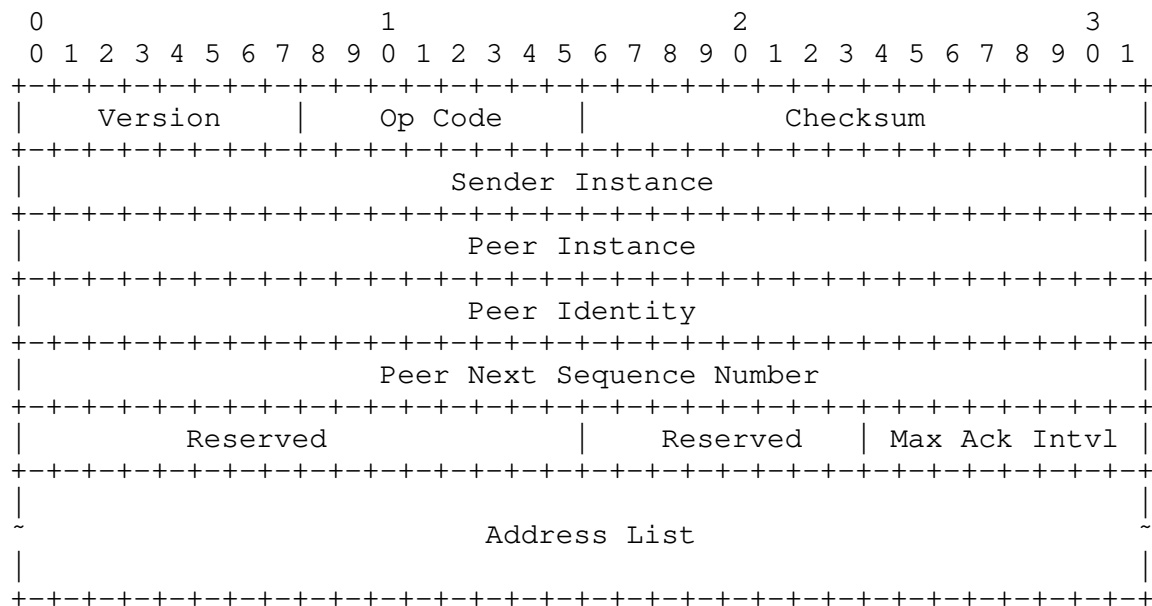 0                   1                   2                   3
 0 1 2 3 4 5 6 7 8 9 0 1 2 3 4 5 6 7 8 9 0 1 2 3 4 5 6 7 8 9 0 1
+-+-+-+-+-+-+-+-+-+-+-+-+-+-+-+-+-+-+-+-+-+-+-+-+-+-+-+-+-+-+-+-+
|    Version    |    Op Code    |           Checksum            |
+-+-+-+-+-+-+-+-+-+-+-+-+-+-+-+-+-+-+-+-+-+-+-+-+-+-+-+-+-+-+-+-+
|                        Sender Instance                        |
+-+-+-+-+-+-+-+-+-+-+-+-+-+-+-+-+-+-+-+-+-+-+-+-+-+-+-+-+-+-+-+-+
|                         Peer Instance                         |
+-+-+-+-+-+-+-+-+-+-+-+-+-+-+-+-+-+-+-+-+-+-+-+-+-+-+-+-+-+-+-+-+
|                         Peer Identity                         |
+-+-+-+-+-+-+-+-+-+-+-+-+-+-+-+-+-+-+-+-+-+-+-+-+-+-+-+-+-+-+-+-+
|                    Peer Next Sequence Number                  |
+-+-+-+-+-+-+-+-+-+-+-+-+-+-+-+-+-+-+-+-+-+-+-+-+-+-+-+-+-+-+-+-+
|         Reserved              |    Reserved   | Max Ack Intvl |
+-+-+-+-+-+-+-+-+-+-+-+-+-+-+-+-+-+-+-+-+-+-+-+-+-+-+-+-+-+-+-+-+
|                                                               |
~                          Address List                         ~
|                                                               |
+-+-+-+-+-+-+-+-+-+-+-+-+-+-+-+-+-+-+-+-+-+-+-+-+-+-+-+-+-+-+-+-+